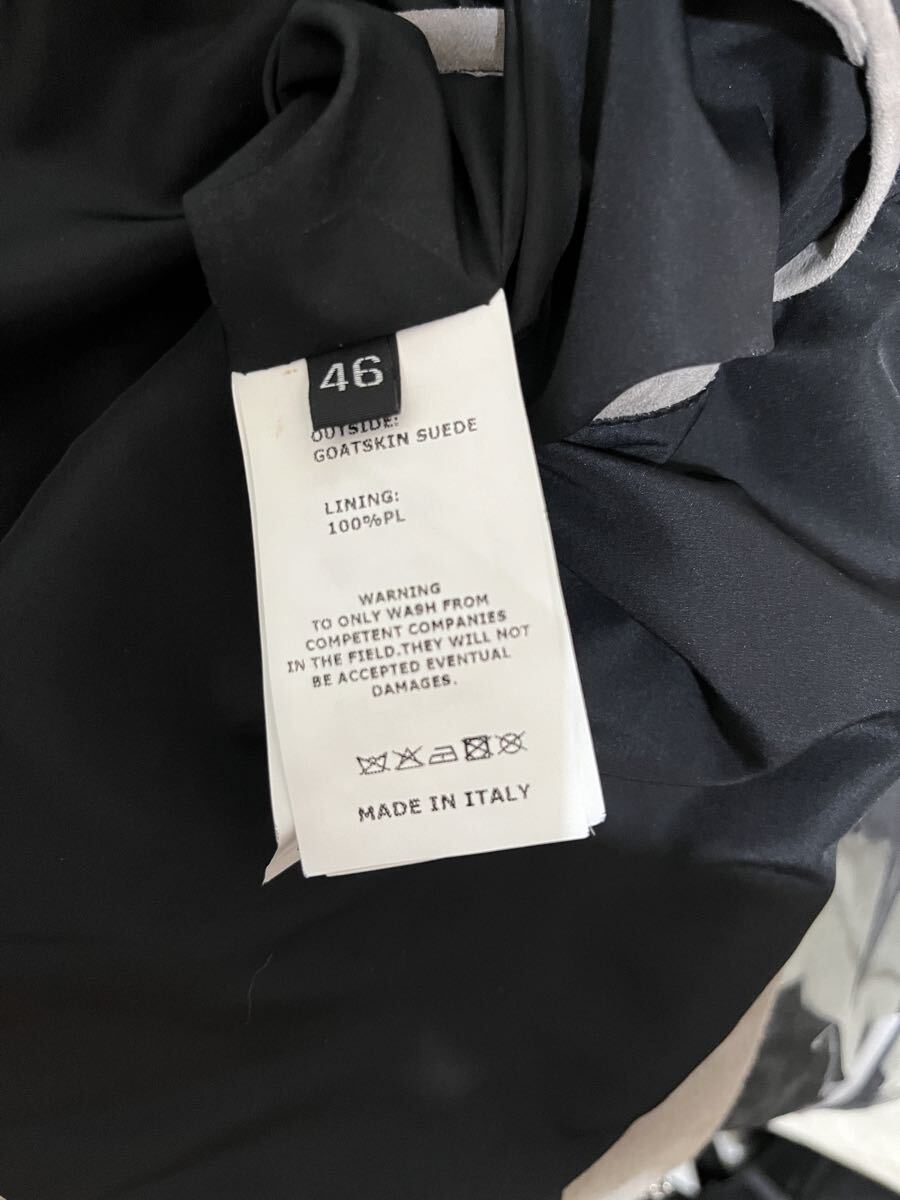 46
OUTSIDE:
GOATSKIN SUEDE
LINING:
100%PL
WARNING
TO ONLY WASH FROM
COMPETENT COMPANIES
IN THE FIELD.THEY WILL NOT
BE ACCEPTED EVENTUAL
DAMAGES.
MADE IN ITALY